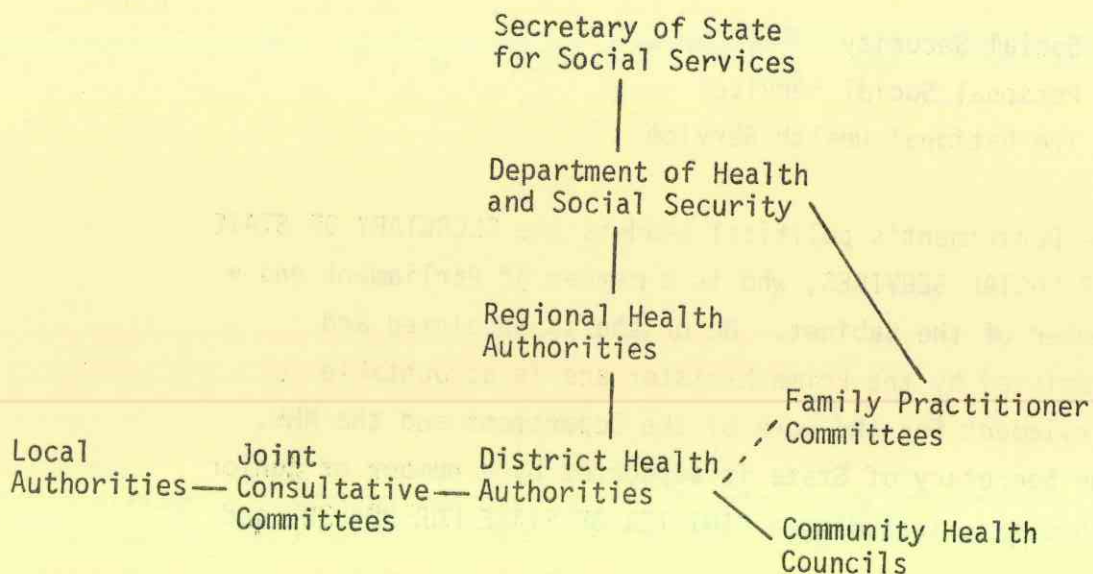 Secretary of State
for Social Services
Department of Health
and Social Security
Regional Health
Authorities
Family Practitioner
Committees
Local
Authorities
Joint
Consultative
Committees
District Health
Authorities
Community Health
Councils